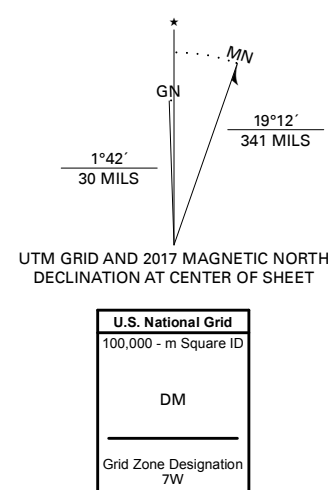 ★
MN
GN
1°42´
30 MILS
19°12´
341 MILS
UTM GRID AND 2017 MAGNETIC NORTH
DECLINATION AT CENTER OF SHEET
U.S. National Grid
100,000 - m Square ID
DM
Grid Zone Designation
7W